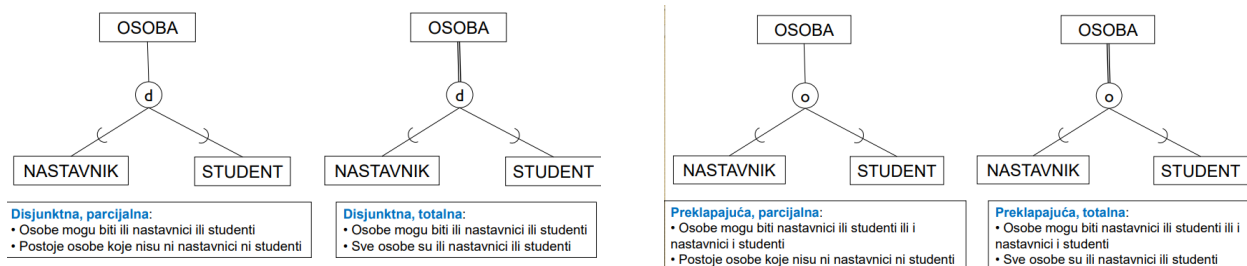 OSOBA
d
NASTAVNIK
STUDENT
Disjunktna, parcijalna:
• Osobe mogu biti ili nastavnici ili studenti
• Postoje osobe koje nisu ni nastavnici ni studenti
OSOBA
d
NASTAVNIK
STUDENT
Disjunktna, totalna:
• Osobe mogu biti ili nastavnici ili studenti
• Sve osobe su ili nastavnici ili studenti
OSOBA
o
NASTAVNIK
STUDENT
Preklapajuća, parcijalna:
• Osobe mogu biti nastavnici ili studenti ili i
nastavnici i studenti
• Postoje osobe koje nisu ni nastavnici ni studenti
OSOBA
o
NASTAVNIK
STUDENT
Preklapajuća, totalna:
• Osobe mogu biti nastavnici ili studenti ili i
nastavnici i studenti
• Sve osobe su ili nastavnici ili studenti